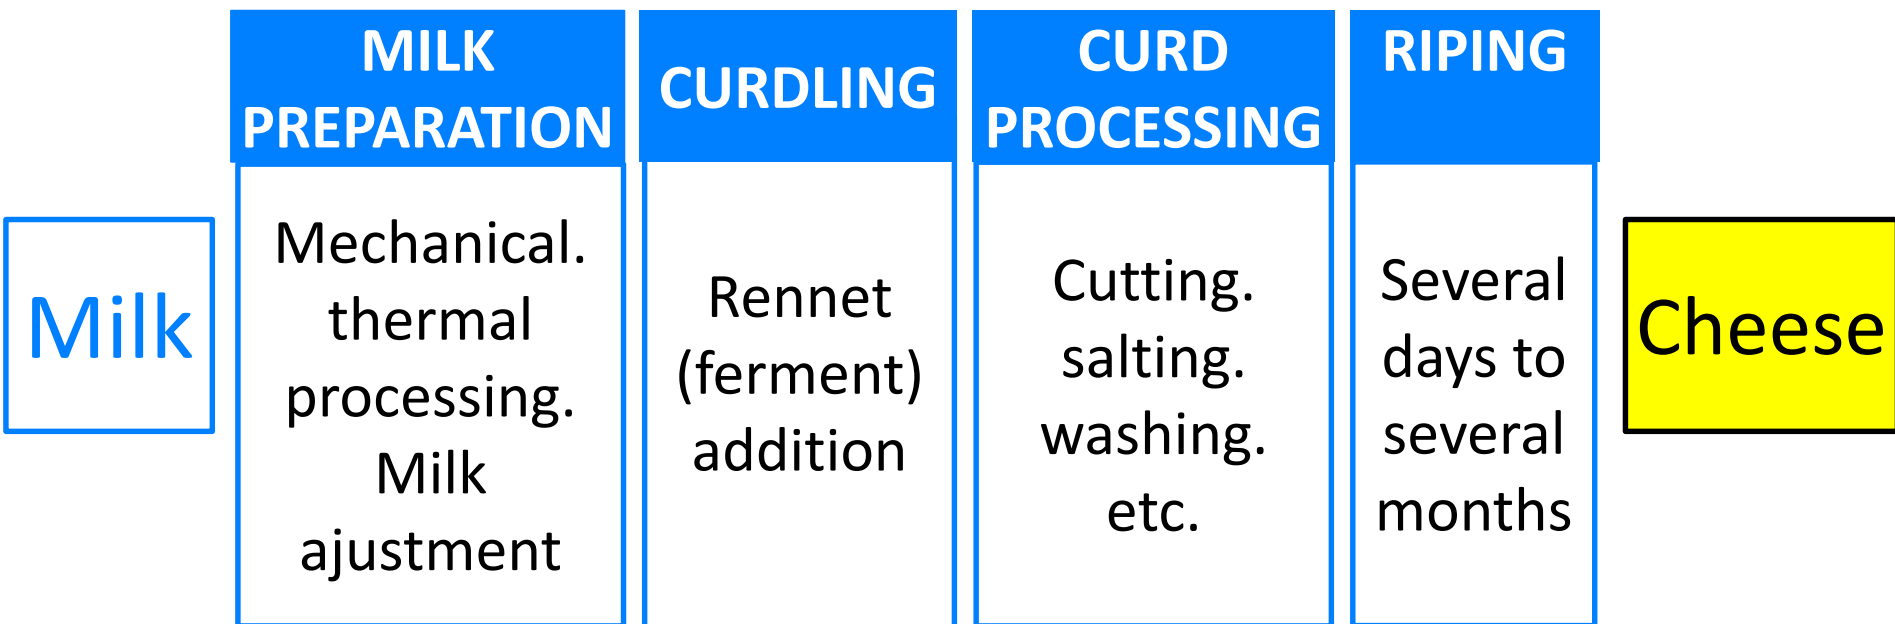 Milk
MILK
PREPARATION
Mechanical.
thermal
processing.
Milk
ajustment
CURDLING
Rennet
(ferment)
addition
CURD
PROCESSING
Cutting.
salting.
washing.
etc.
RIPING
Several
days to
several
months
Cheese